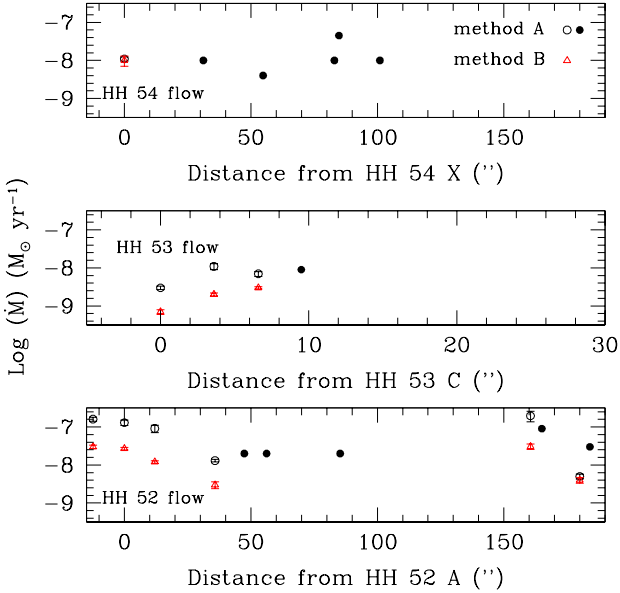 −7
method A
−8
method B
−9
HH 54 flow
0 50 100 150
Distance from HH 54 X (’’)
Log (Ṁ) (M⊙ yr−1)
−7
HH 53 flow
−8
−9
0 10 20 30
Distance from HH 53 C (’’)
−7
−8
−9
HH 52 flow
0 50 100 150
Distance from HH 52 A (’’)